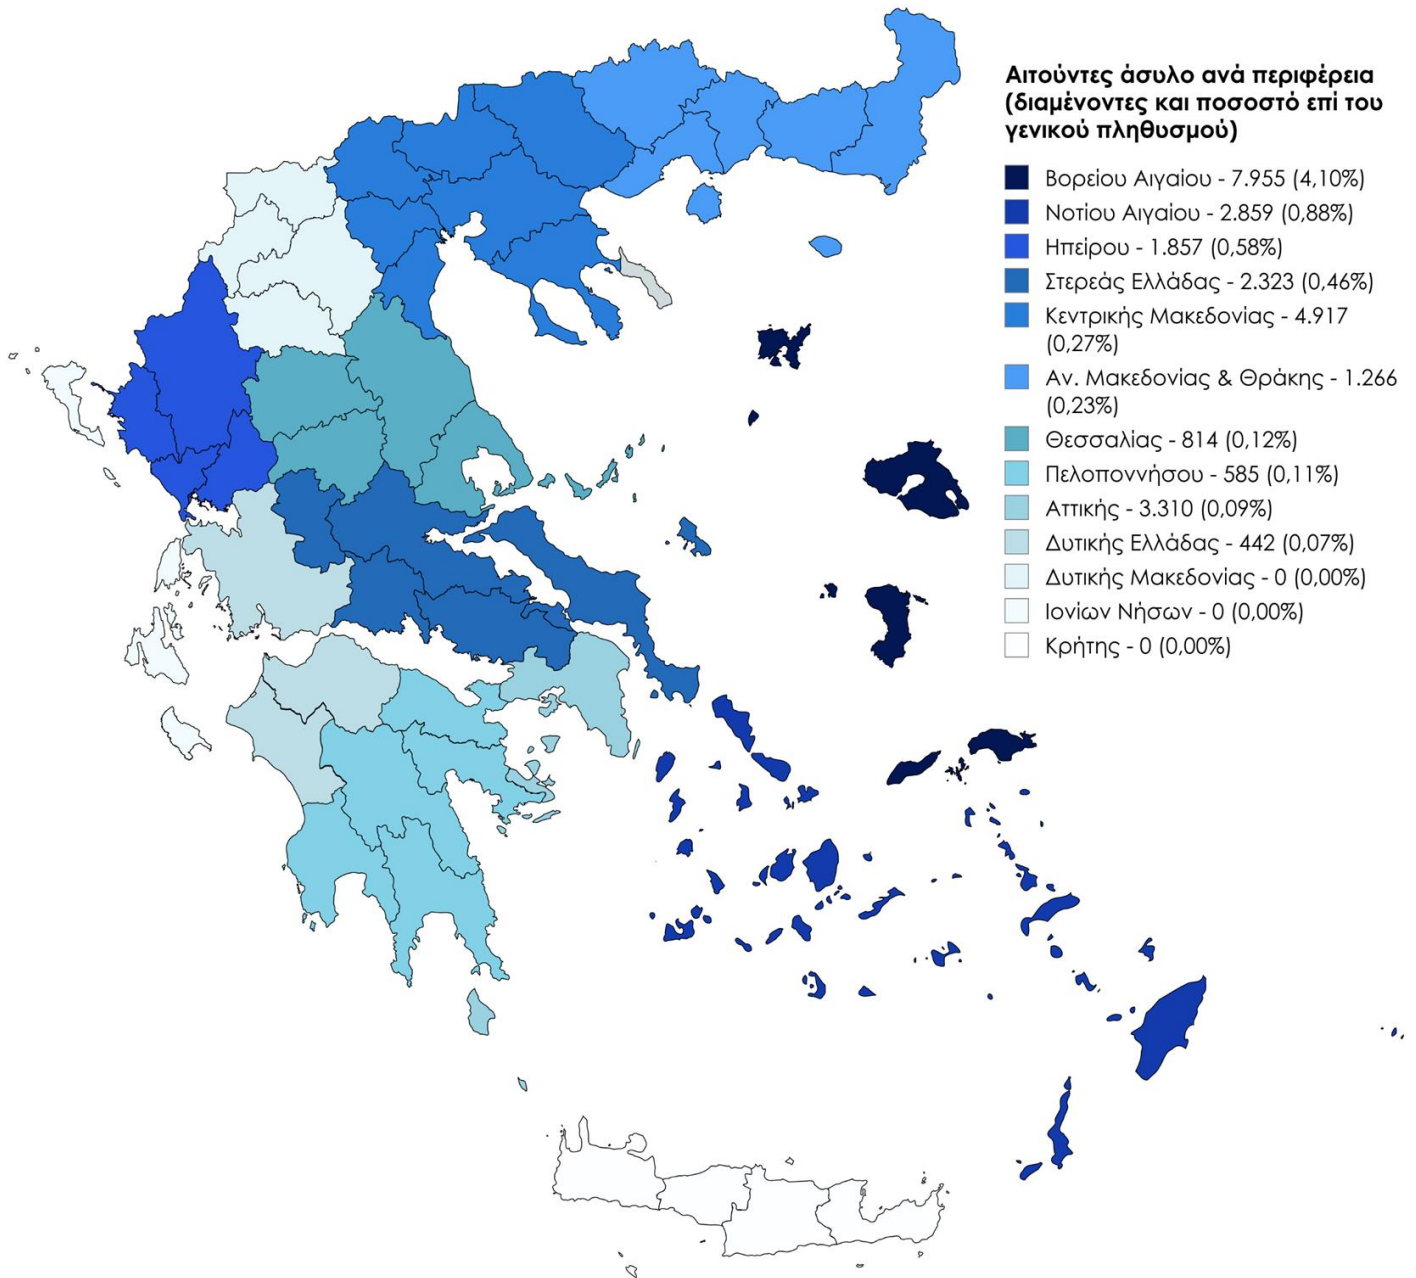 Αιτούντες άσυλο ανά περιφέρεια
(διαμένοντες και ποσοστό επί του
γενικού πληθυσμού)
Βορείου Αιγαίου - 7.955 (4,10%)
Νοτίου Αιγαίου - 2.859 (0,88%)
Ηπείρου - 1.857 (0,58%)
Στερεάς Ελλάδας - 2.323 (0,46%)
Κεντρικής Μακεδονίας - 4.917
(0,27%)
Αν. Μακεδονίας & Θράκης - 1.266
(0,23%)
Θεσσαλίας - 814 (0,12%)
Πελοποννήσου - 585 (0,11%)
Αττικής - 3.310 (0,09%)
Δυτικής Ελλάδας - 442 (0,07%)
Δυτικής Μακεδονίας - 0 (0,00%)
Ιονίων Νήσων - 0 (0,00%)
Κρήτης - 0 (0,00%)